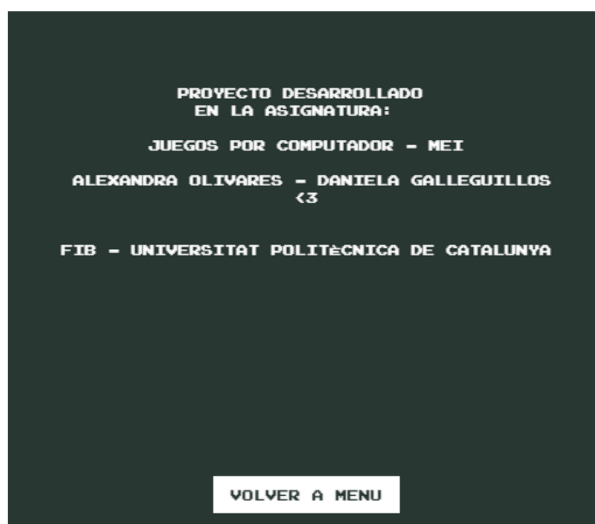 PROYECTO DESARROLLADO
EN LA ASIGNATURA:
JUEGOS POR COMPUTADOR - MEI
ALEXANDRA OLIVARES - DANIELA GALLEGUILLOS
<3
FIB - UNIVERSITAT POLITÈCNICA DE CATALUNYA
VOLVER A MENU